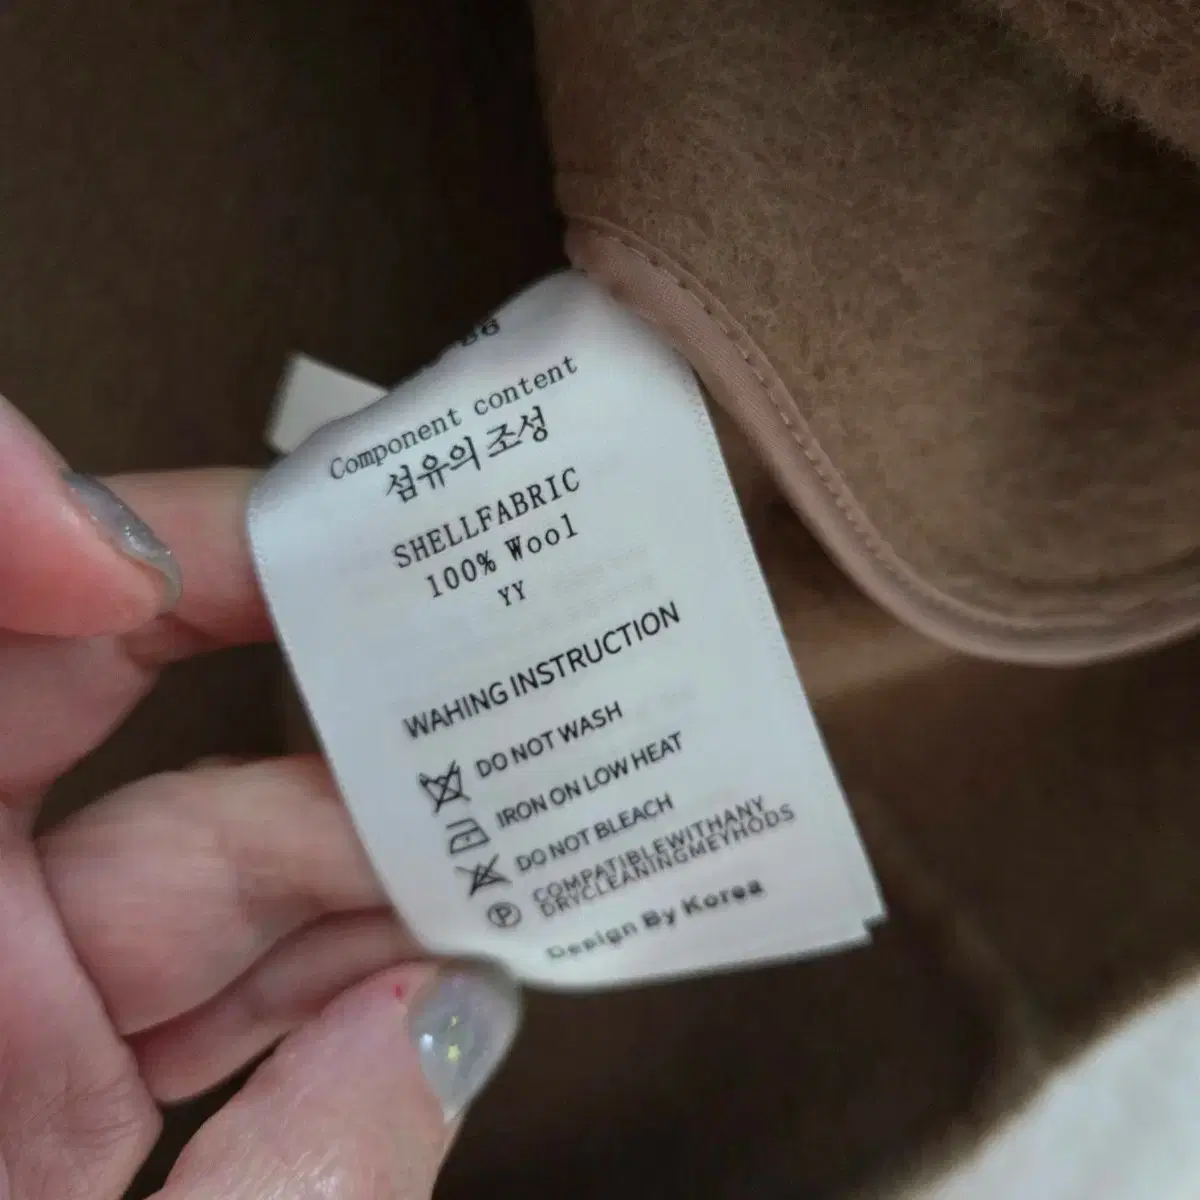 Component content
섬유의 조성
SHELLFABRIC
100% Wool
YY
WAHING INSTRUCTION
DO NOT WASH
IRON ON LOW HEAT
DO NOT BLEACH
P
COMPATIBLEWITHANY
DRYCLEANINGMEYHODS
Design By Korea